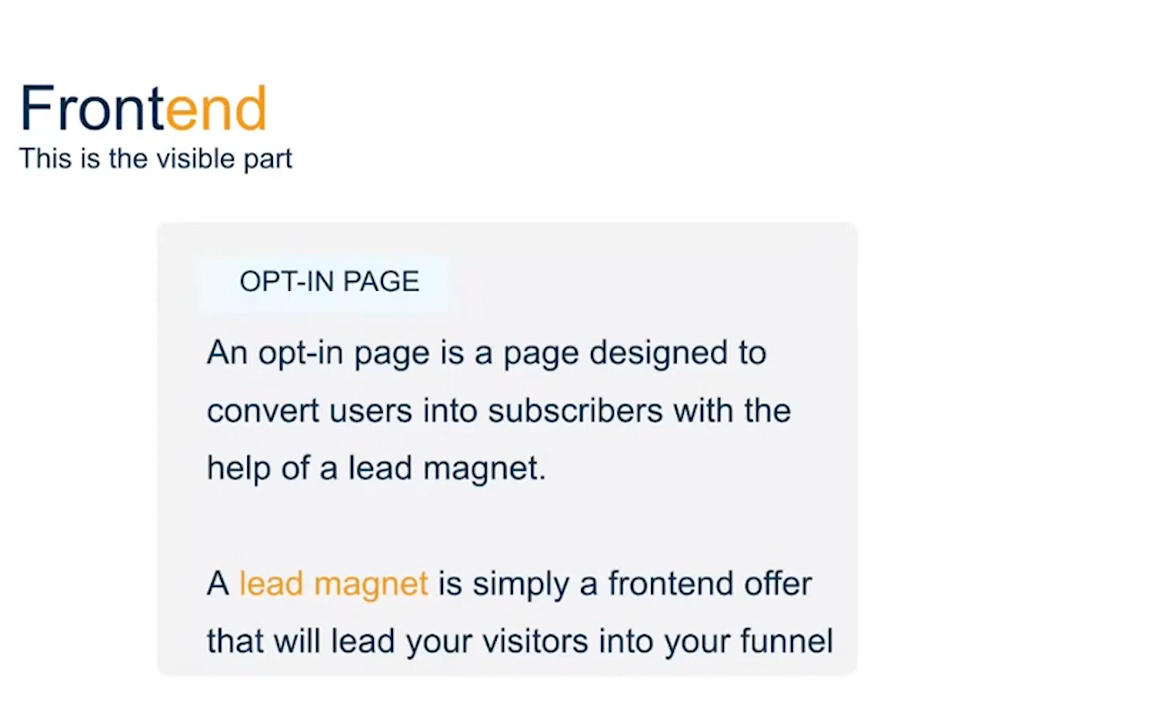 Frontend
This is the visible part
OPT-IN PAGE
An opt-in page is a page designed to
convert users into subscribers with the
help of a lead magnet.
A lead magnet is simply a frontend offer
that will lead your visitors into your funnel